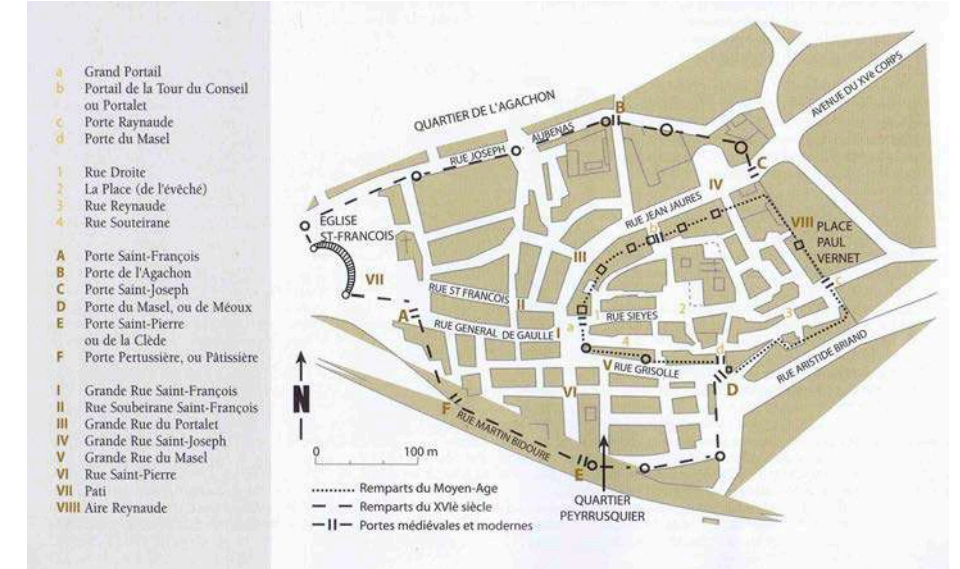 a Grand Portail
b Portail de la Tour du Conseil
ou Portalet
c Porte Raynaude
d Porte du Masel
1 Rue Droite
2 La Place (de l'évêché)
3 Rue Reynaude
4 Rue Souteirane
A Porte Saint-François
B Porte de l'Agachon
C Porte Saint-Joseph
D Porte du Masel, ou de Méoux
E Porte Saint-Pierre
ou de la Clède
F Porte Pertussière, ou Pâtissière
I Grande Rue Saint-François
II Rue Soubeirane Saint-François
III Grande Rue du Portalet
IV Grande Rue Saint-Joseph
V Grande Rue du Masel
VI Rue Saint-Pierre
VII Pati
VIIII Aire Reynaude
QUARTIER DE L'AGACHON
AVENUE DU XVè CORPS
B
RUE JOSEPH AUBENAS
C
IV
RUE JEAN JAURES
ÉGLISE
ST-FRANCOIS
b
VIII PLACE
PAUL
VERNET
III
VII
RUE ST FRANCOIS II
c
A
1
RUE SIEYES
2
3
RUE GENERAL DE GAULLE I
a
4
d
V
RUE GRISOLLE
D
RUE ARISTIDE BRIAND
VI
F
RUE MARTIN BIDOURE
N
E
0 100 m
QUARTIER
PEYRRUSQUIER
Remparts du Moyen-Age
Remparts du XVIè siècle
Portes médiévales et modernes